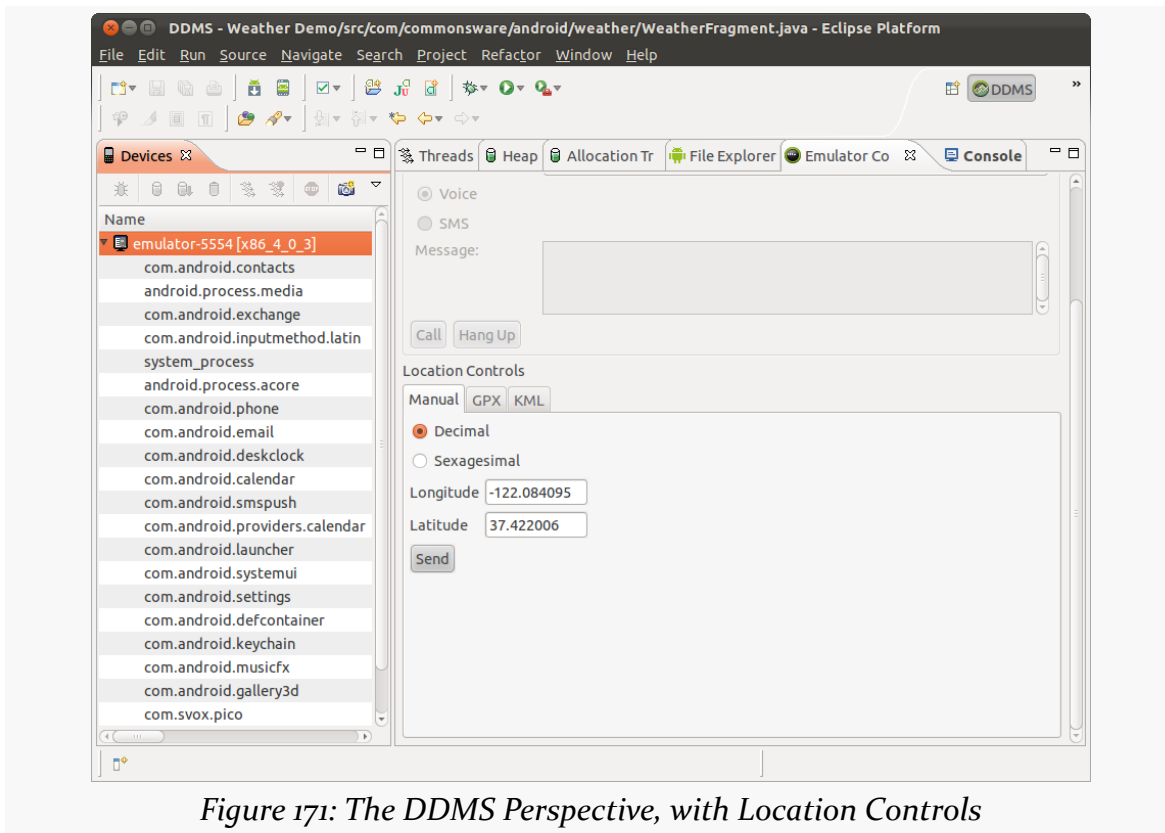 DDMS - Weather Demo/src/com/commonsware/android/weather/WeatherFragment.java - Eclipse Platform
File Edit Run Source Navigate Search Project Refactor Window Help
DDMS
Devices
Threads Heap Allocation Tr File Explorer Emulator Co Console
Name
emulator-5554 [x86_4_0_3]
com.android.contacts
android.process.media
com.android.exchange
com.android.inputmethod.latin
system_process
android.process.acore
com.android.phone
com.android.email
com.android.deskclock
com.android.calendar
com.android.smspush
com.android.providers.calendar
com.android.launcher
com.android.systemui
com.android.settings
com.android.defcontainer
com.android.keychain
com.android.musicfx
com.android.gallery3d
com.svox.pico
Voice
SMS
Message:
Call Hang Up
Location Controls
Manual GPX KML
Decimal
Sexagesimal
Longitude -122.084095
Latitude 37.422006
Send
Figure 171: The DDMS Perspective, with Location Controls